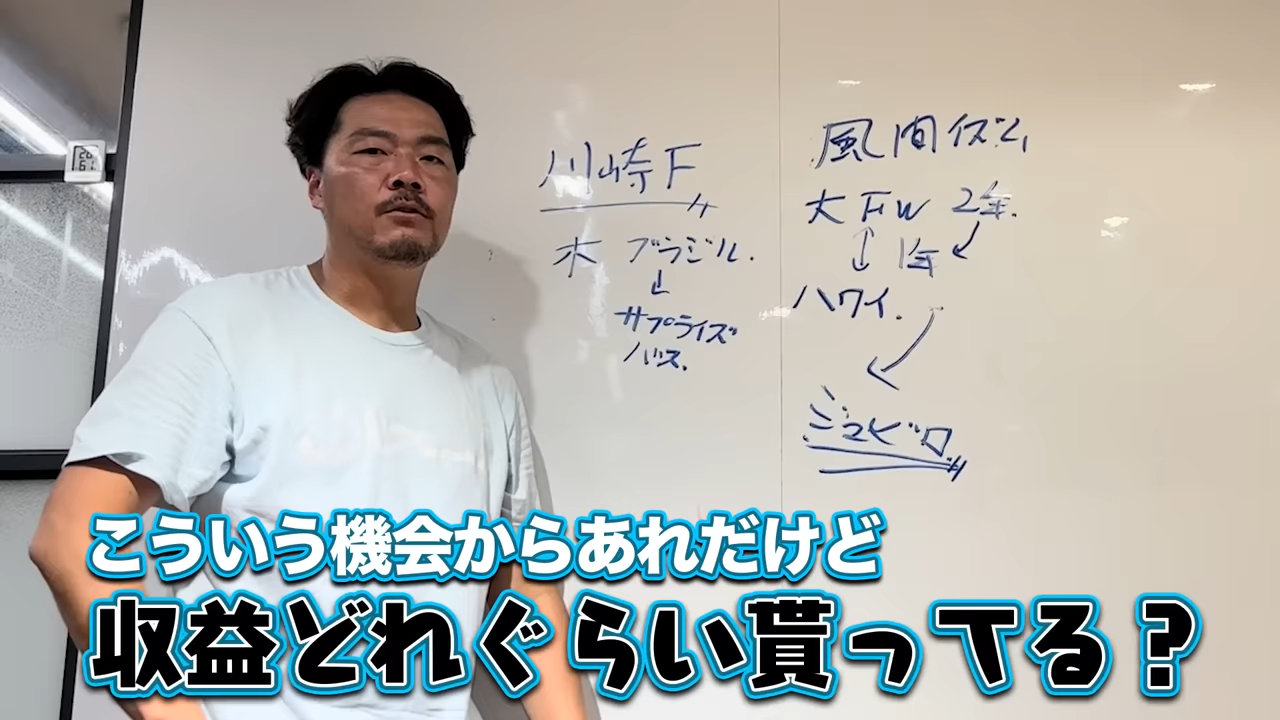 川崎F
木 ブラジル.
サプライズ
バス.
風間イズム
大FW 2年.
1年
ハワイ.
ジュビロ
26
61
こういう機会からあれだけど
収益どれぐらい貰ってる?